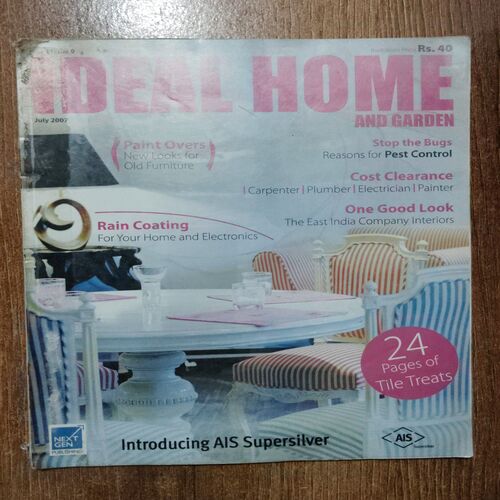 Rs. 40
IDEAL HOME
AND GARDEN
July 2007
Paint Overs
New Looks for
Old Furniture
Stop the Bugs
Reasons for Pest Control
Cost Clearance
| Carpenter | Plumber | Electrician | Painter
One Good Look
The East India Company Interiors
Rain Coating
For Your Home and Electronics
24
Pages of
Tile Treats
NEXT
GEN
PUBLISHING
Introducing AIS Supersilver
AIS